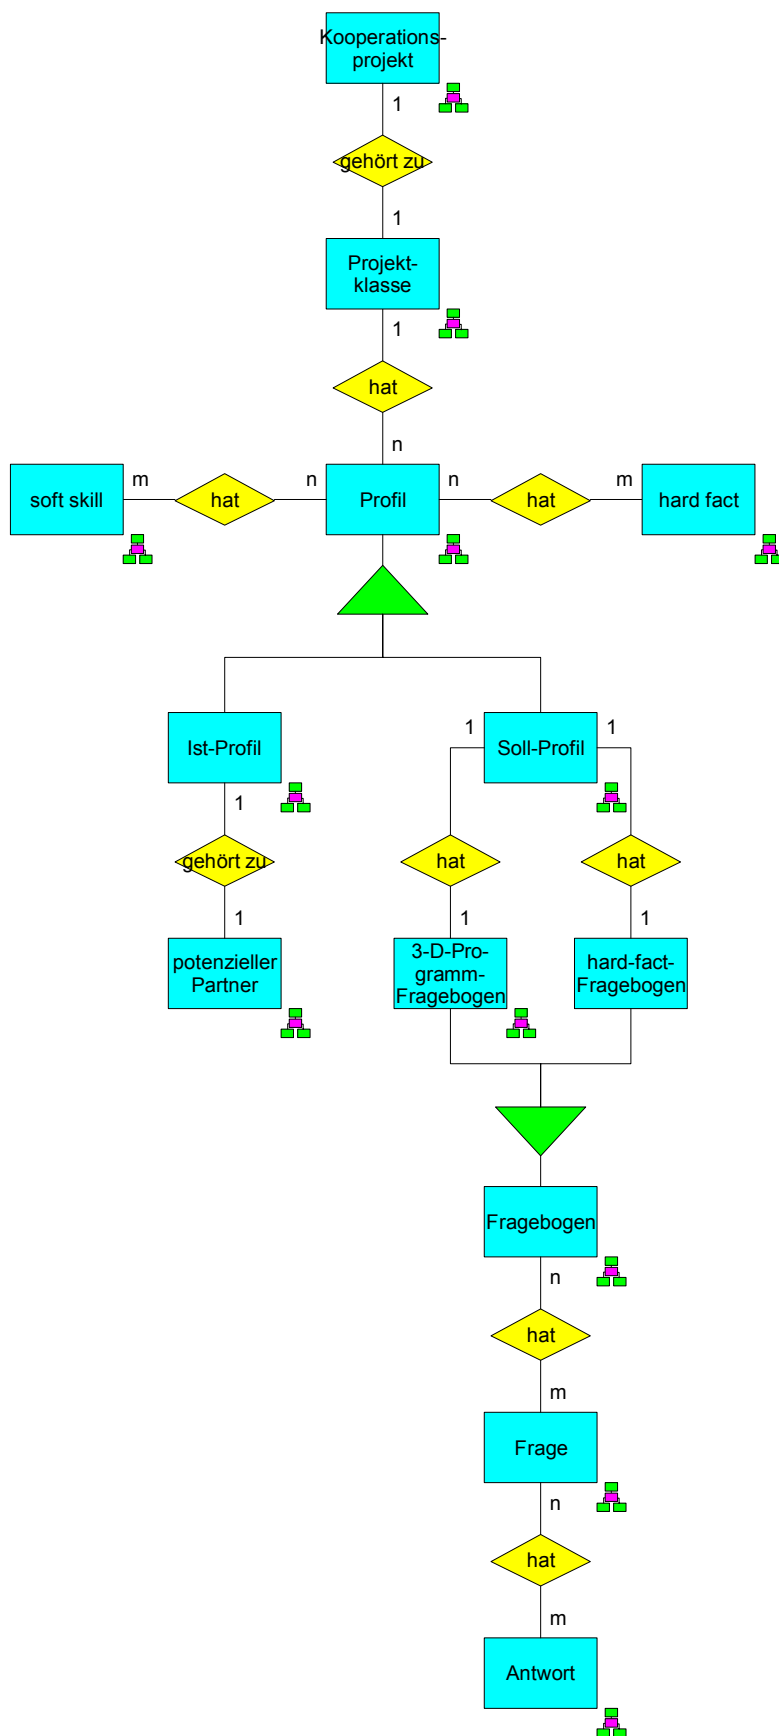 Kooperations-
projekt
1
gehört zu
1
Projekt-
klasse
1
hat
n
soft skill
m
hat
n
Profil
n
hat
m
hard fact
Ist-Profil
1
Soll-Profil
1
1
gehört zu
hat
hat
1
1
1
potenzieller
Partner
3-D-Pro-
gramm-
Fragebogen
hard-fact-
Fragebogen
Fragebogen
n
hat
m
Frage
n
hat
m
Antwort